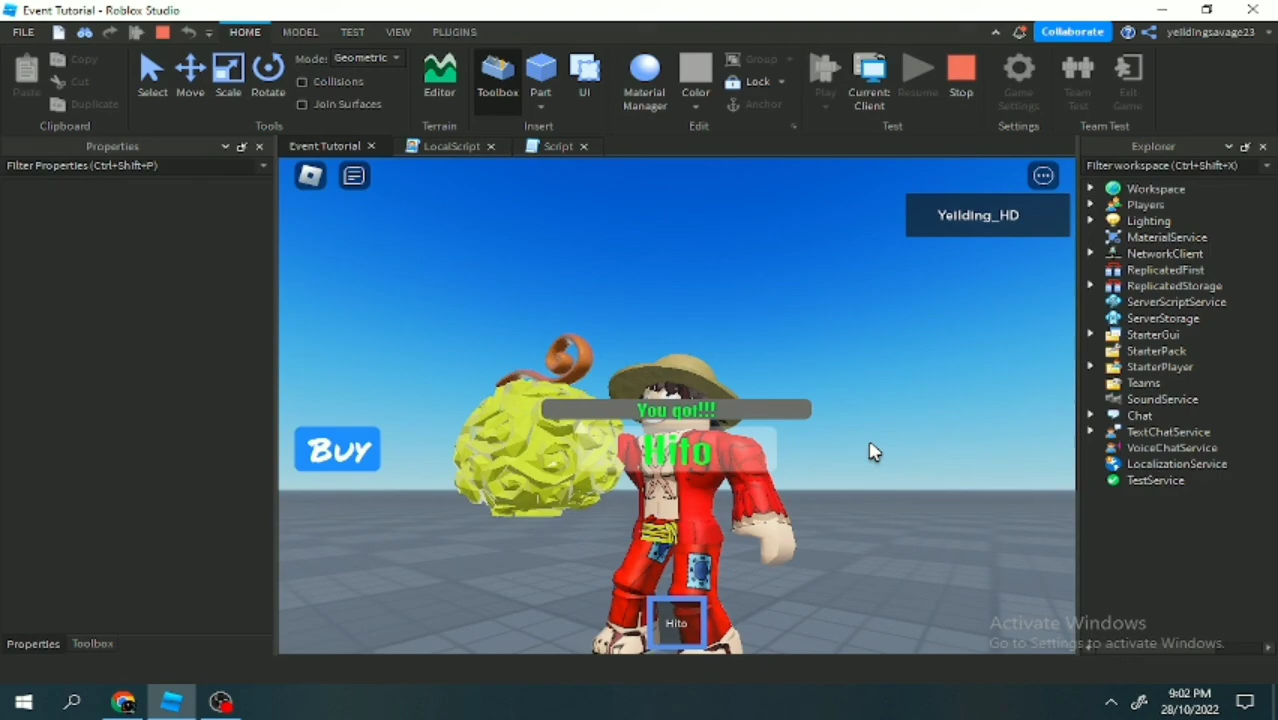 Event Tutorial - Roblox Studio
FILE HOME MODEL TEST VIEW PLUGINS Collaborate yeildingsavage23
Paste Copy Cut Duplicate
Clipboard
Select Move Scale Rotate
Mode: Geometric
Collisions
Join Surfaces
Tools
Editor
Terrain
Toolbox Part UI
Insert
Material Manager Color
Group
Lock
Anchor
Edit
Play Current: Client Resume Stop
Test
Game Settings
Settings
Team Test Exit Game
Team Test
Properties
Filter Properties (Ctrl+Shift+P)
Event Tutorial LocalScript Script
Yeilding_HD
You got!!!
Hito
BUY
Hito
Explorer
Filter workspace (Ctrl+Shift+X)
Workspace
Players
Lighting
MaterialService
NetworkClient
ReplicatedFirst
ReplicatedStorage
ServerScriptService
ServerStorage
StarterGui
StarterPack
StarterPlayer
Teams
SoundService
Chat
TextChatService
VoiceChatService
LocalizationService
TestService
Activate Windows
Go to Settings to activate Windows.
Properties Toolbox
9:02 PM
28/10/2022